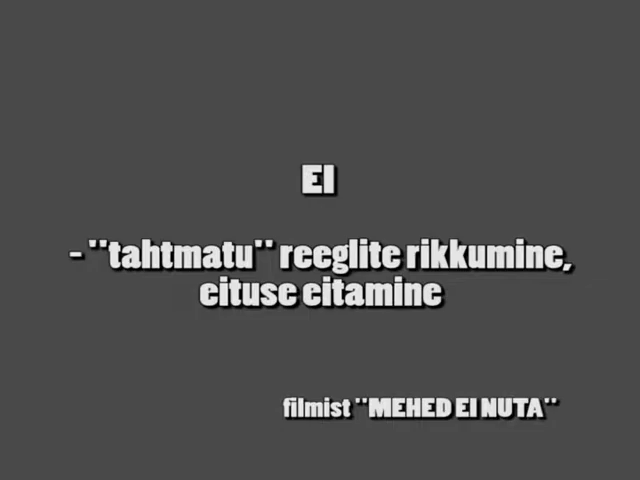 EI
- "tahtmatu" reeglite rikkumine,
eituse eitamine
filmist "MEHED EI NUTA"